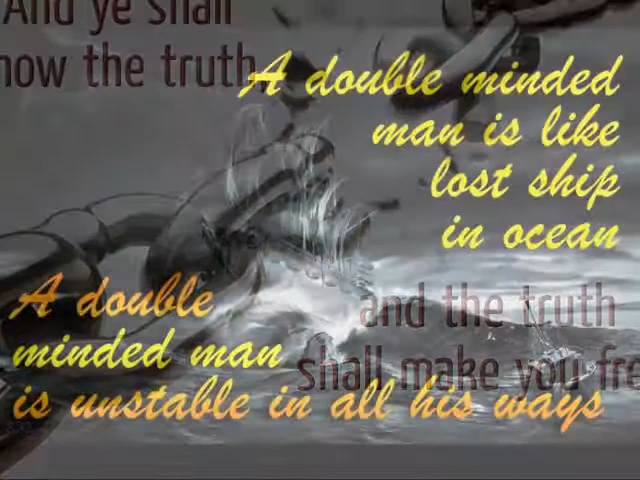 And ye shall
now the truth
A double minded
man is like
lost ship
in ocean
A double
minded man
is unstable in all his ways
and the truth
shall make you fre